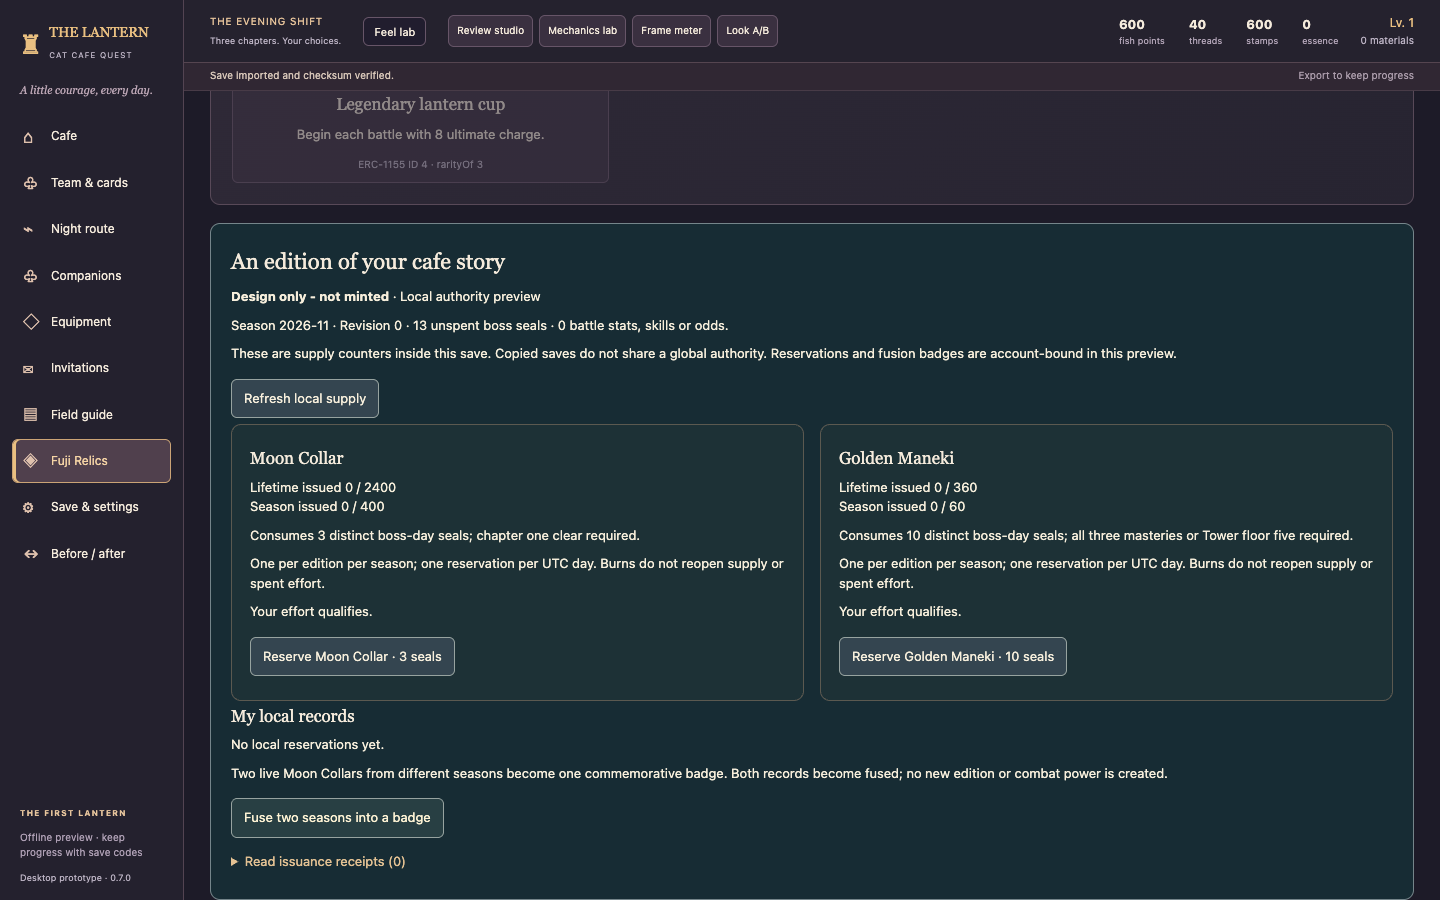 THE LANTERN
CAT CAFE QUEST
A little courage, every day.
Cafe
Team & cards
Night route
Companions
Equipment
Invitations
Field guide
Fuji Relics
Save & settings
Before / after
THE FIRST LANTERN
Offline preview · keep
progress with save codes
Desktop prototype · 0.7.0
THE EVENING SHIFT
Three chapters. Your choices.
Feel lab
Review studio
Mechanics lab
Frame meter
Look A/B
600
fish points
40
threads
600
stamps
0
essence
Lv. 1
0 materials
Save imported and checksum verified.
Export to keep progress
Legendary lantern cup
Begin each battle with 8 ultimate charge.
ERC-1155 ID 4 · rarityOf 3
An edition of your cafe story
Design only - not minted · Local authority preview
Season 2026-11 · Revision 0 · 13 unspent boss seals · 0 battle stats, skills or odds.
These are supply counters inside this save. Copied saves do not share a global authority. Reservations and fusion badges are account-bound in this preview.
Refresh local supply
Moon Collar
Lifetime issued 0 / 2400
Season issued 0 / 400
Consumes 3 distinct boss-day seals; chapter one clear required.
One per edition per season; one reservation per UTC day. Burns do not reopen supply or
spent effort.
Your effort qualifies.
Reserve Moon Collar · 3 seals
Golden Maneki
Lifetime issued 0 / 360
Season issued 0 / 60
Consumes 10 distinct boss-day seals; all three masteries or Tower floor five required.
One per edition per season; one reservation per UTC day. Burns do not reopen supply or
spent effort.
Your effort qualifies.
Reserve Golden Maneki · 10 seals
My local records
No local reservations yet.
Two live Moon Collars from different seasons become one commemorative badge. Both records become fused; no new edition or combat power is created.
Fuse two seasons into a badge
Read issuance receipts (0)